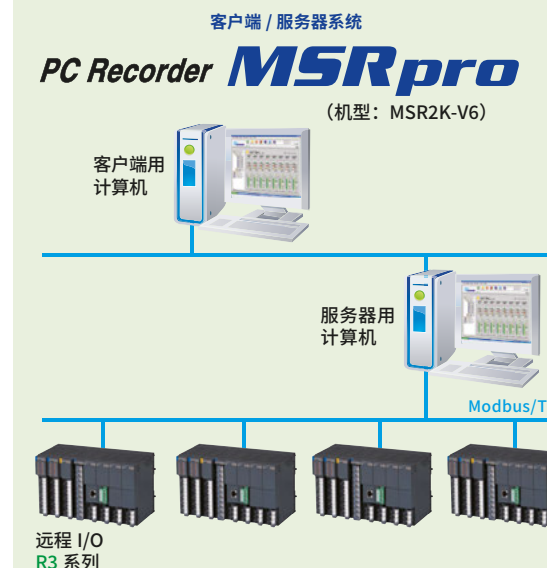 客户端 / 服务器系统
PC Recorder MSRpro
（机型：MSR2K-V6）
客户端用
计算机
服务器用
计算机
Modbus/T
远程 I/O
R3 系列